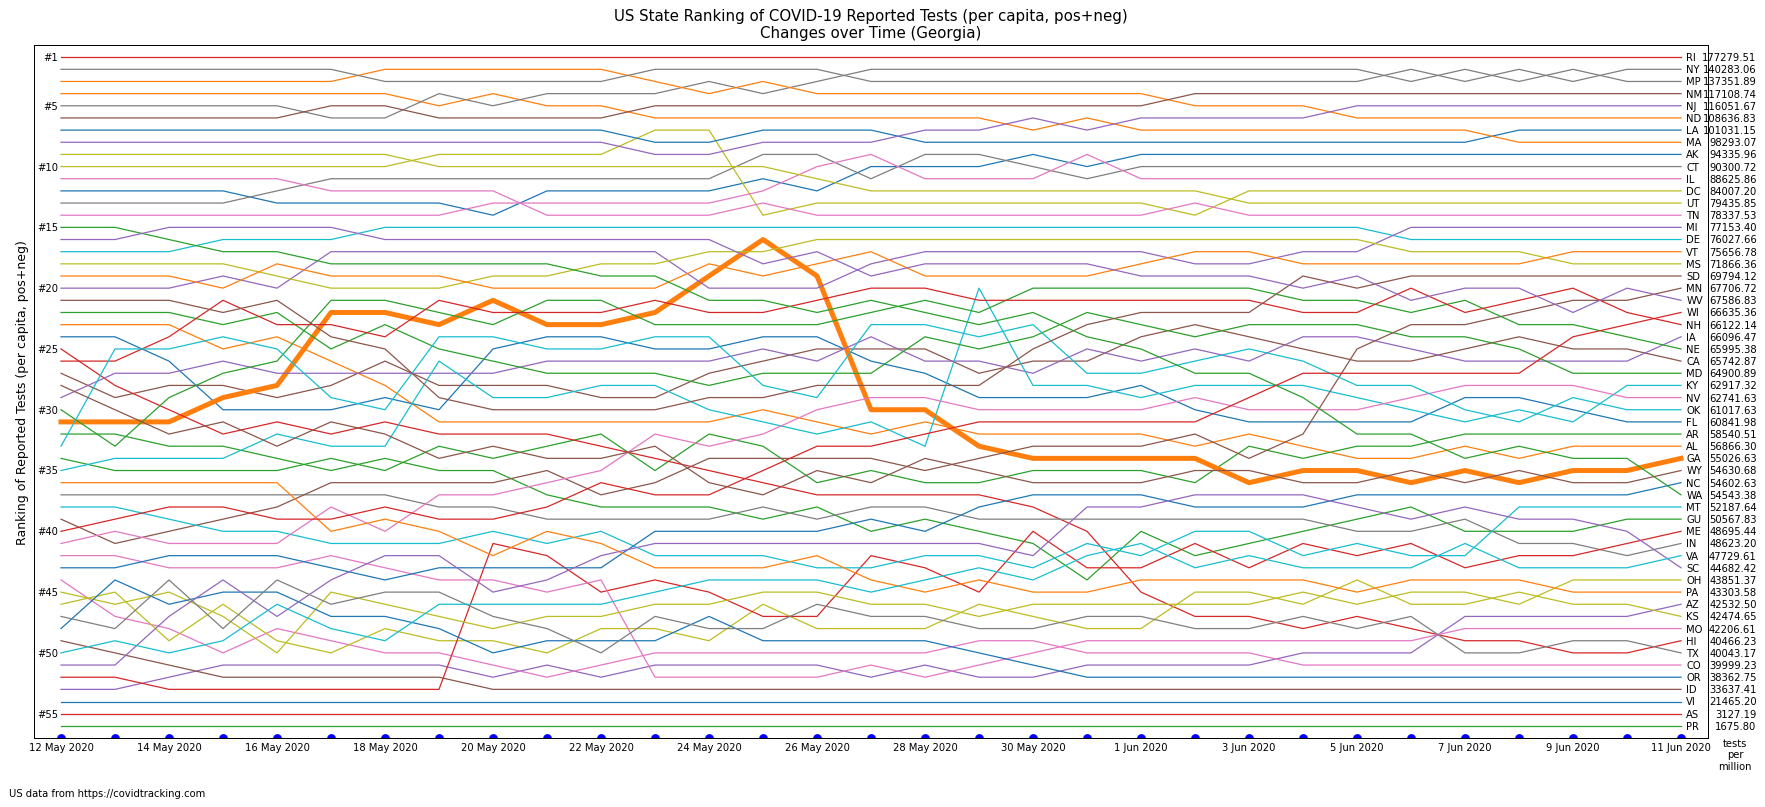 US State Ranking of COVID-19 Reported Tests (per capita, pos+neg)
Changes over Time (Georgia)
Ranking of Reported Tests (per capita, pos+neg)
#1
#5
#10
#15
#20
#25
#30
#35
#40
#45
#50
#55
RI 177279.51
NY 140283.06
MP 137351.89
NM 117108.74
NJ 116051.67
ND 108636.83
LA 101031.15
MA 98293.07
AK 94335.96
CT 90300.72
IL 88625.86
DC 84007.20
UT 79435.85
TN 78337.53
MI 77153.40
DE 76027.66
VT 75656.78
MS 71866.36
SD 69794.12
MN 67706.72
WV 67586.83
WI 66635.36
NH 66122.14
IA 66096.47
NE 65995.38
CA 65742.87
MD 64900.89
KY 62917.32
NV 62741.63
OK 61017.63
FL 60841.98
AR 58540.51
AL 56866.30
GA 55026.63
WY 54630.68
NC 54602.63
WA 54543.38
MT 52187.64
GU 50567.83
ME 48695.44
IN 48623.20
VA 47729.61
SC 44682.42
OH 43851.37
PA 43303.58
AZ 42532.50
KS 42474.65
MO 42206.61
HI 40466.23
TX 40043.17
CO 39999.23
OR 38362.75
ID 33637.41
VI 21465.20
AS 3127.19
PR 1675.80
12 May 2020 14 May 2020 16 May 2020 18 May 2020 20 May 2020 22 May 2020 24 May 2020 26 May 2020 28 May 2020 30 May 2020 1 Jun 2020 3 Jun 2020 5 Jun 2020 7 Jun 2020 9 Jun 2020 11 Jun 2020
tests
per
million
US data from https://covidtracking.com